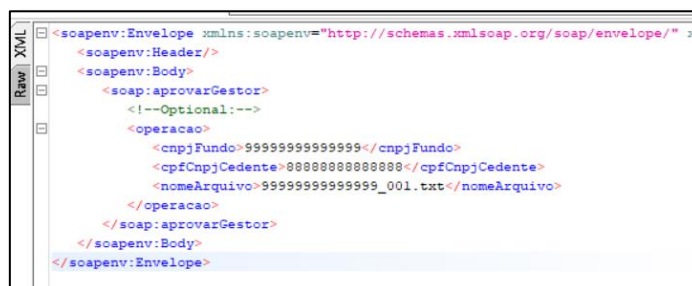 XML
Raw
<soapenv:Envelope xmlns:soapenv="http://schemas.xmlsoap.org/soap/envelope/" x
<soapenv:Header/>
<soapenv:Body>
<soap:aprovarGestor>
<!--Optional:-->
<operacao>
<cnpjFundo>99999999999999</cnpjFundo>
<cpfCnpjCedente>88888888888888</cpfCnpjCedente>
<nomeArquivo>99999999999999_001.txt</nomeArquivo>
</operacao>
</soap:aprovarGestor>
</soapenv:Body>
</soapenv:Envelope>